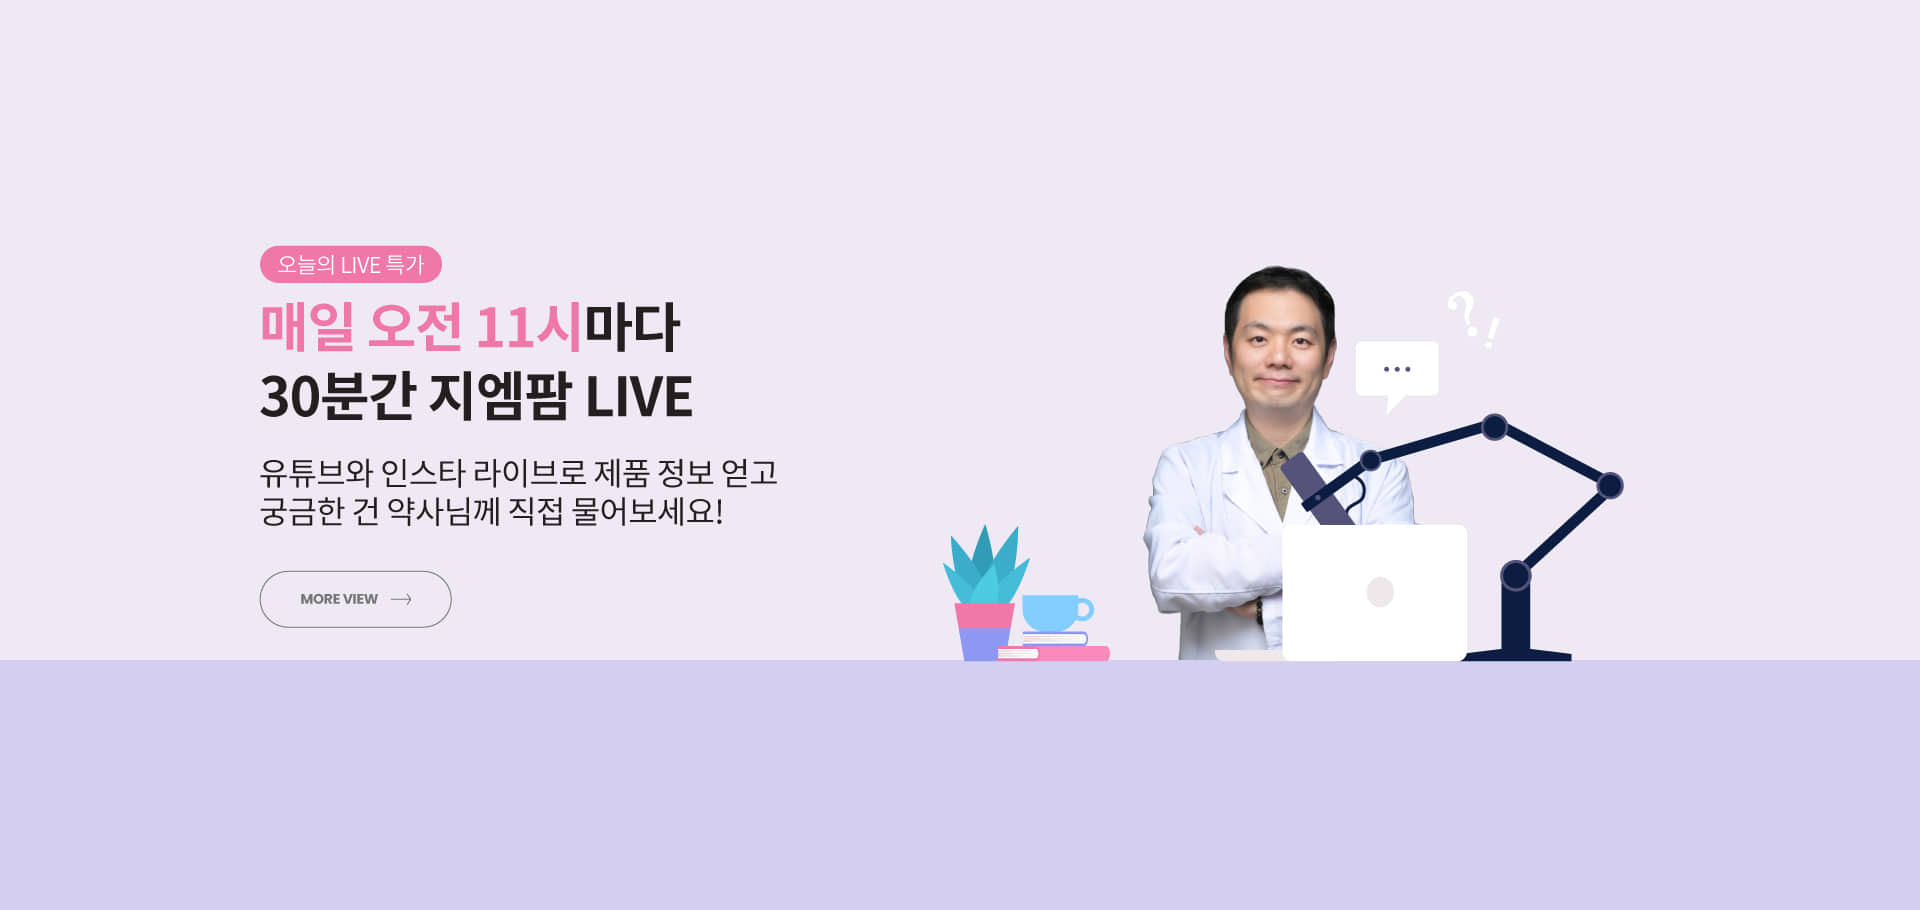 오늘의 LIVE 특가
매일 오전 11시마다
30분간 지엠팜 LIVE
유튜브와 인스타 라이브로 제품 정보 얻고
궁금한 건 약사님께 직접 물어보세요!
MORE VIEW
?!